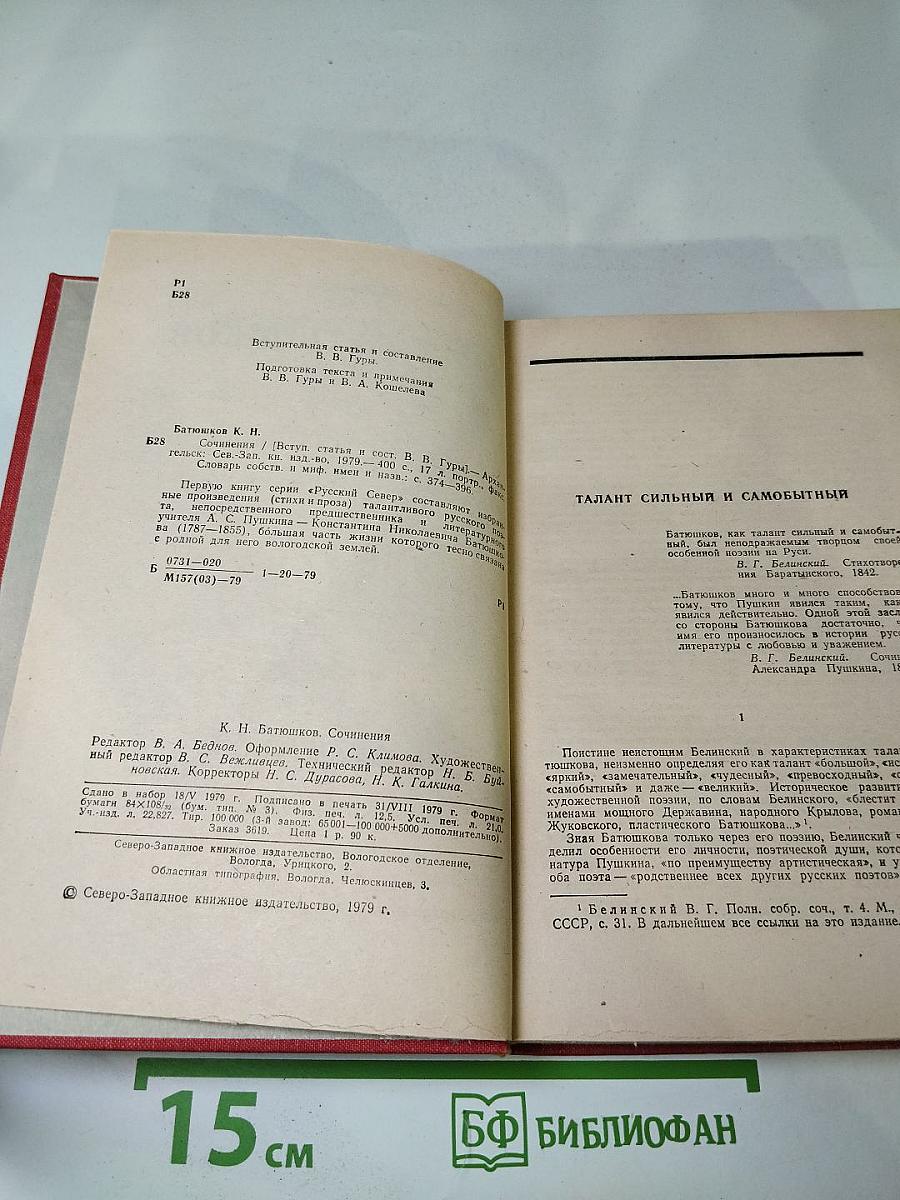 Р1
Б28
Вступительная статья и составление
В. В. Гуры.
Подготовка текста и примечания
В. В. Гуры и В. А. Кошелева
Батюшков К. Н.
Б28 Сочинения / [Вступ. статья и сост. В. В. Гуры].— Архан-
гельск: Сев.-Зап. кн. изд-во, 1979.— 400 с., 17 л. портр., факс.
Словарь собств. и миф. имен и назв.: с. 374—396.
Первую книгу серии «Русский Север» составляют избран-
ные произведения (стихи и проза) талантливого русского поэ-
та, непосредственного предшественника и литературного
учителя А. С. Пушкина — Константина Николаевича Батюшко-
ва (1787—1855), бо́льшая часть жизни которого тесно связана
с родной для него вологодской землей.
Б 0731—020
М157(03)—79 1—20—79
Р1
К. Н. Батюшков. Сочинения
Редактор В. А. Беднов. Оформление Р. С. Климова. Художествен-
ный редактор В. С. Вежливцев. Технический редактор Н. Б. Буй-
новская. Корректоры Н. С. Дурасова, Н. К. Галкина.
Сдано в набор 18/V 1979 г. Подписано в печать 31/VIII 1979 г. Формат
бумаги 84×108/32 (бум. тип. № 3). Физ. печ. л. 12,5. Усл. печ. л. 21,0.
Уч.-изд. л. 22,827. Тир. 100 000 (3-й завод: 65 001—100 000+5000 дополнительно).
Заказ 3619. Цена 1 р. 90 к.
Северо-Западное книжное издательство, Вологодское отделение,
Вологда, Урицкого, 2.
Областная типография, Вологда, Челюскинцев, 3.
© Северо-Западное книжное издательство, 1979 г.
ТАЛАНТ СИЛЬНЫЙ И САМОБЫТНЫЙ
Батюшков, как талант сильный и самобыт-
ный, был неподражаемым творцом своей
особенной поэзии на Руси.
В. Г. Белинский. Стихотворе
ния Баратынского, 1842.
...Батюшков много и много способствов
тому, что Пушкин явился таким, как
явился действительно. Одной этой засл
со стороны Батюшкова достаточно, ч
имя его произносилось в истории русс
литературы с любовью и уважением.
В. Г. Белинский. Сочин
Александра Пушкина, 18
1
Поистине неистощим Белинский в характеристиках тала
тюшкова, неизменно определяя его как талант «большой», «ис
«яркий», «замечательный», «чудесный», «превосходный», «с
«самобытный» и даже — «великий». Историческое развити
художественной поэзии, по словам Белинского, «блестит
именами мощного Державина, народного Крылова, рома
Жуковского, пластического Батюшкова...» ¹.
Зная Батюшкова только через его поэзию, Белинский ч
делил особенности его личности, поэтической души, кото
натура Пушкина, «по преимуществу артистическая», и у
оба поэта — «родственнее всех других русских поэтов»
¹ Белинский В. Г. Полн. собр. соч., т. 4. М.,
СССР, с. 31. В дальнейшем все ссылки на это издание
15 см
БФ БИБЛИОФАН